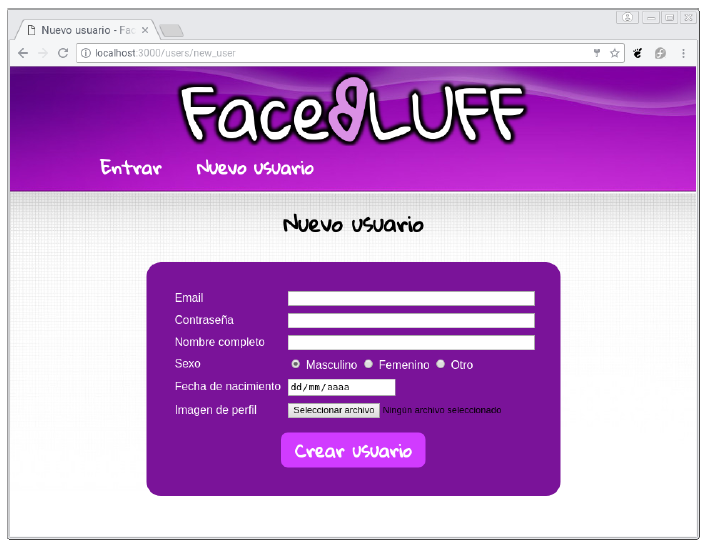 Nuevo usuario - Fac
localhost:3000/users/new_user
FaceBLUFF
Entrar Nuevo usuario
Nuevo usuario
Email
Contraseña
Nombre completo
Sexo Masculino Femenino Otro
Fecha de nacimiento dd/mm/aaaa
Imagen de perfil Seleccionar archivo Ningún archivo seleccionado
Crear usuario